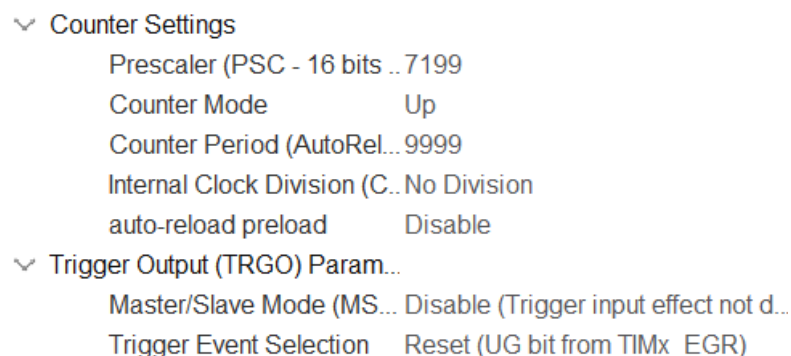 Counter Settings
Prescaler (PSC - 16 bits ... 7199
Counter Mode Up
Counter Period (AutoRel... 9999
Internal Clock Division (C... No Division
auto-reload preload Disable
Trigger Output (TRGO) Param...
Master/Slave Mode (MS... Disable (Trigger input effect not d...
Trigger Event Selection Reset (UG bit from TIMx_EGR)